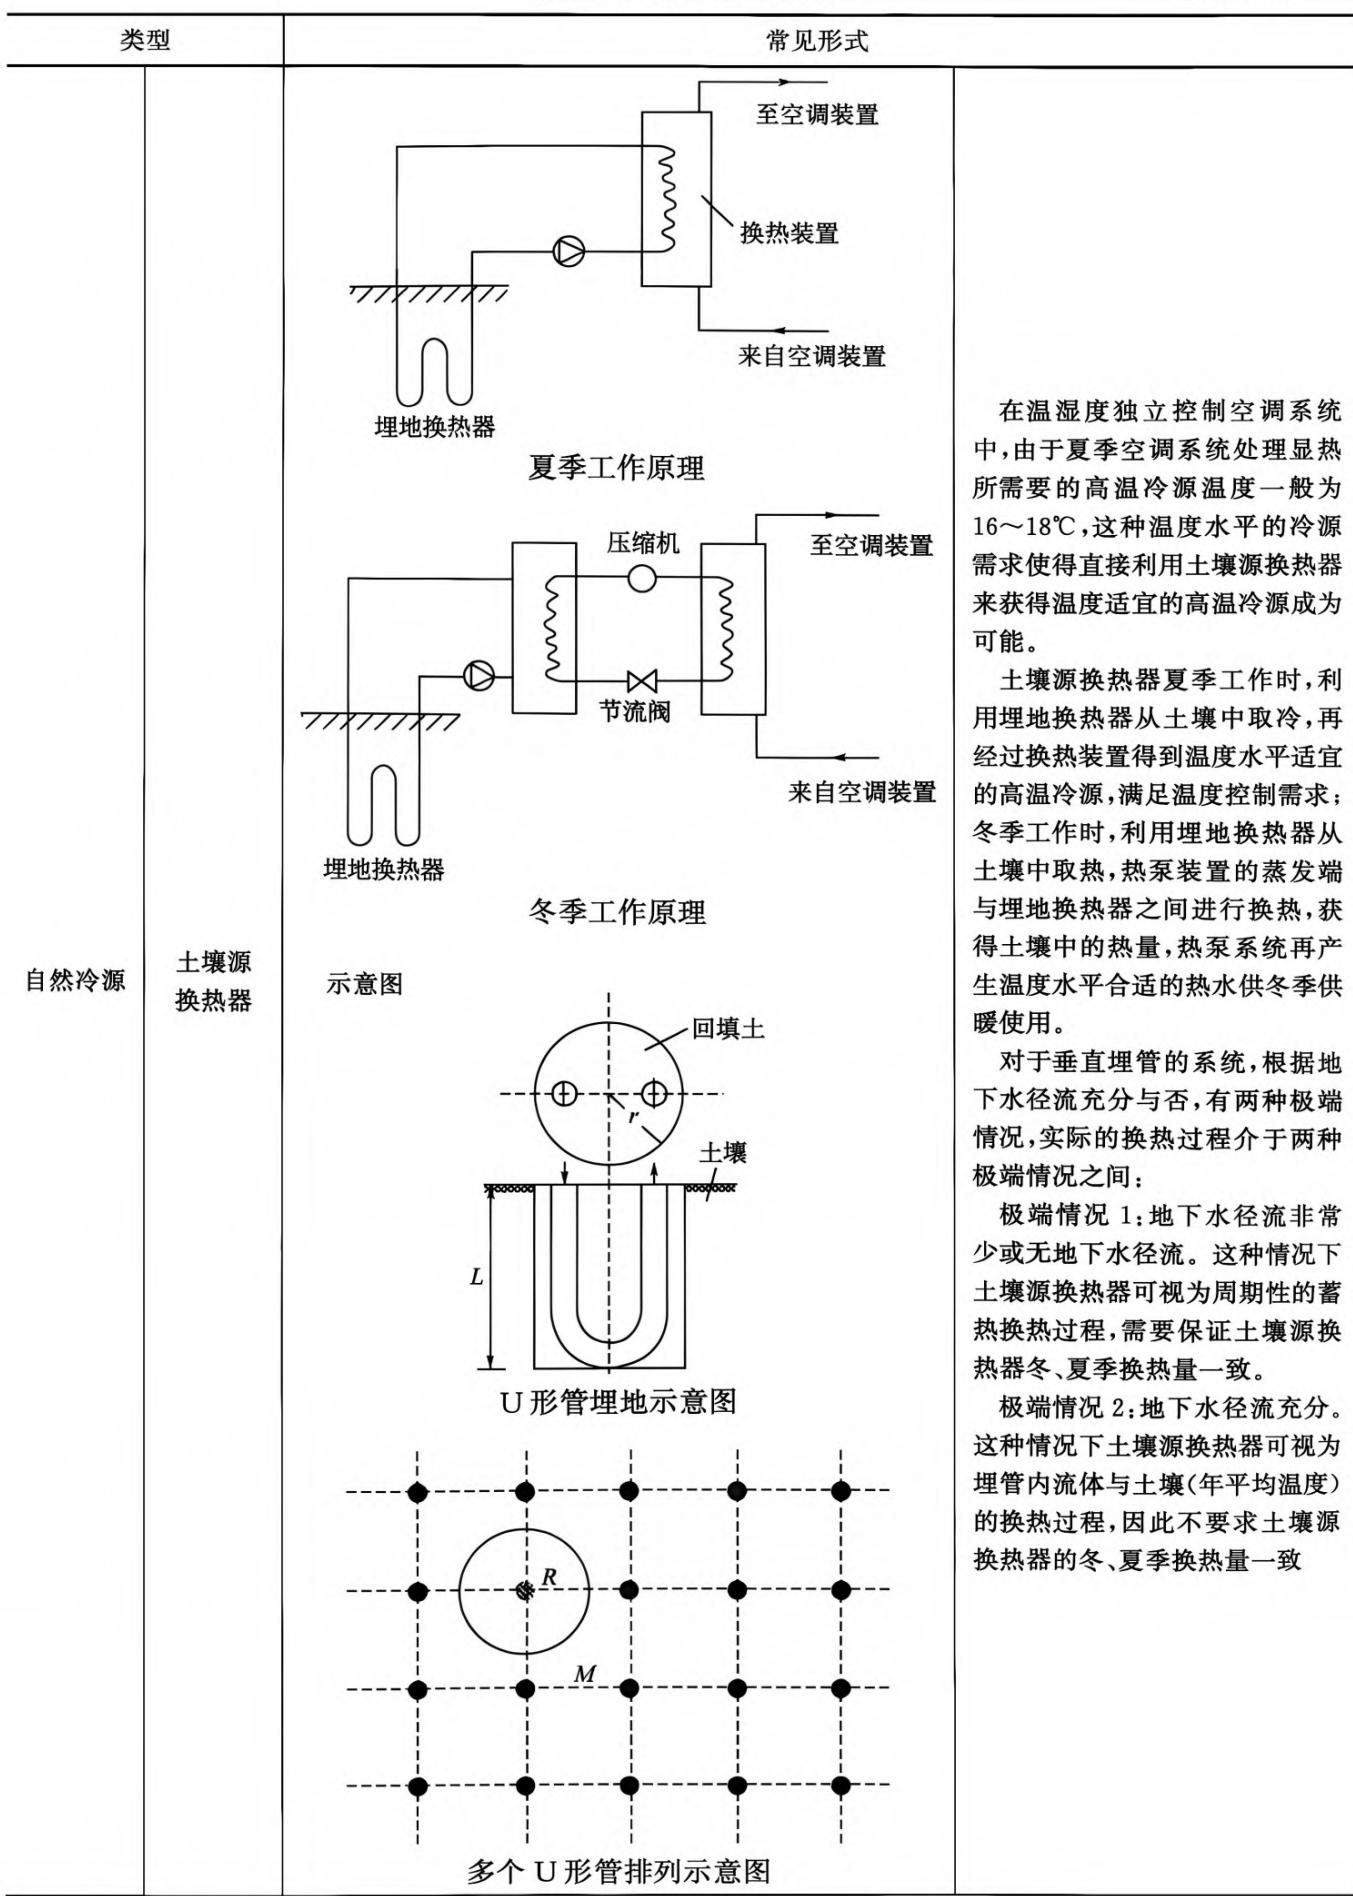 类型
常见形式
自然冷源
土壤源
换热器
至空调装置
换热装置
来自空调装置
埋地换热器
夏季工作原理
压缩机
至空调装置
节流阀
来自空调装置
埋地换热器
冬季工作原理
示意图
回填土
r
土壤
L
U形管埋地示意图
R
M
多个U形管排列示意图
在温湿度独立控制空调系统
中,由于夏季空调系统处理显热
所需要的高温冷源温度一般为
16～18℃,这种温度水平的冷源
需求使得直接利用土壤源换热器
来获得温度适宜的高温冷源成为
可能。
土壤源换热器夏季工作时,利
用埋地换热器从土壤中取冷,再
经过换热装置得到温度水平适宜
的高温冷源,满足温度控制需求;
冬季工作时,利用埋地换热器从
土壤中取热,热泵装置的蒸发端
与埋地换热器之间进行换热,获
得土壤中的热量,热泵系统再产
生温度水平合适的热水供冬季供
暖使用。
对于垂直埋管的系统,根据地
下水径流充分与否,有两种极端
情况,实际的换热过程介于两种
极端情况之间:
极端情况1:地下水径流非常
少或无地下水径流。这种情况下
土壤源换热器可视为周期性的蓄
热换热过程,需要保证土壤源换
热器冬、夏季换热量一致。
极端情况2:地下水径流充分。
这种情况下土壤源换热器可视为
埋管内流体与土壤(年平均温度)
的换热过程,因此不要求土壤源
换热器的冬、夏季换热量一致